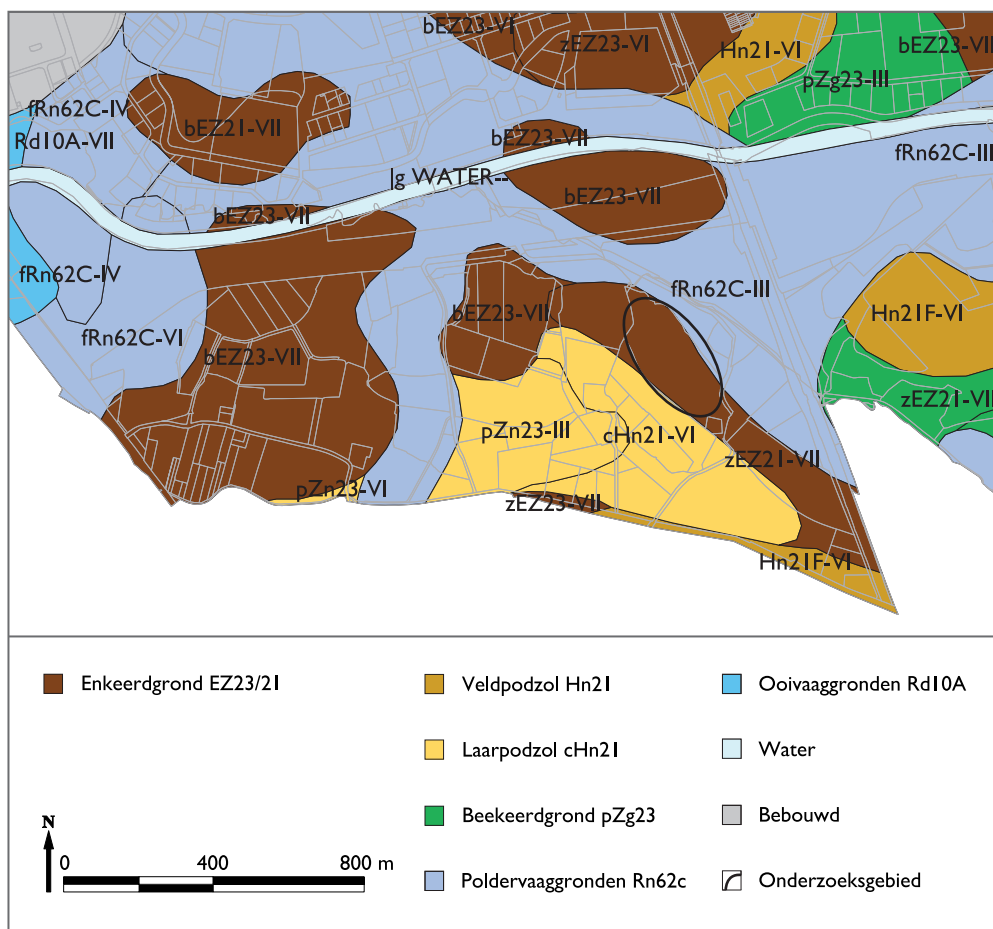 bEZ23-VI
zEZ23-VI
Hn21-VI
bEZ23-VII
pZg23-III
fRn62C-IV
bEZ21-VII
Rd10A-VII
bEZ23-VII
fRn62C-III
lg WATER--
bEZ23-VII
bEZ23-VII
fRn62C-IV
fRn62C-III
bEZ23-VII
Hn21F-VI
fRn62C-VI
bEZ23-VII
zEZ21-VII
pZn23-III
cHn21-VI
zEZ21-VII
pZn23-VI
zEZ23-VII
Hn21F-VI
Enkeerdgrond EZ23/21
Veldpodzol Hn21
Ooivaaggronden Rd10A
Laarpodzol cHn21
Water
Beekeerdgrond pZg23
Bebouwd
Poldervaaggronden Rn62c
Onderzoeksgebied
N
0 400 800 m